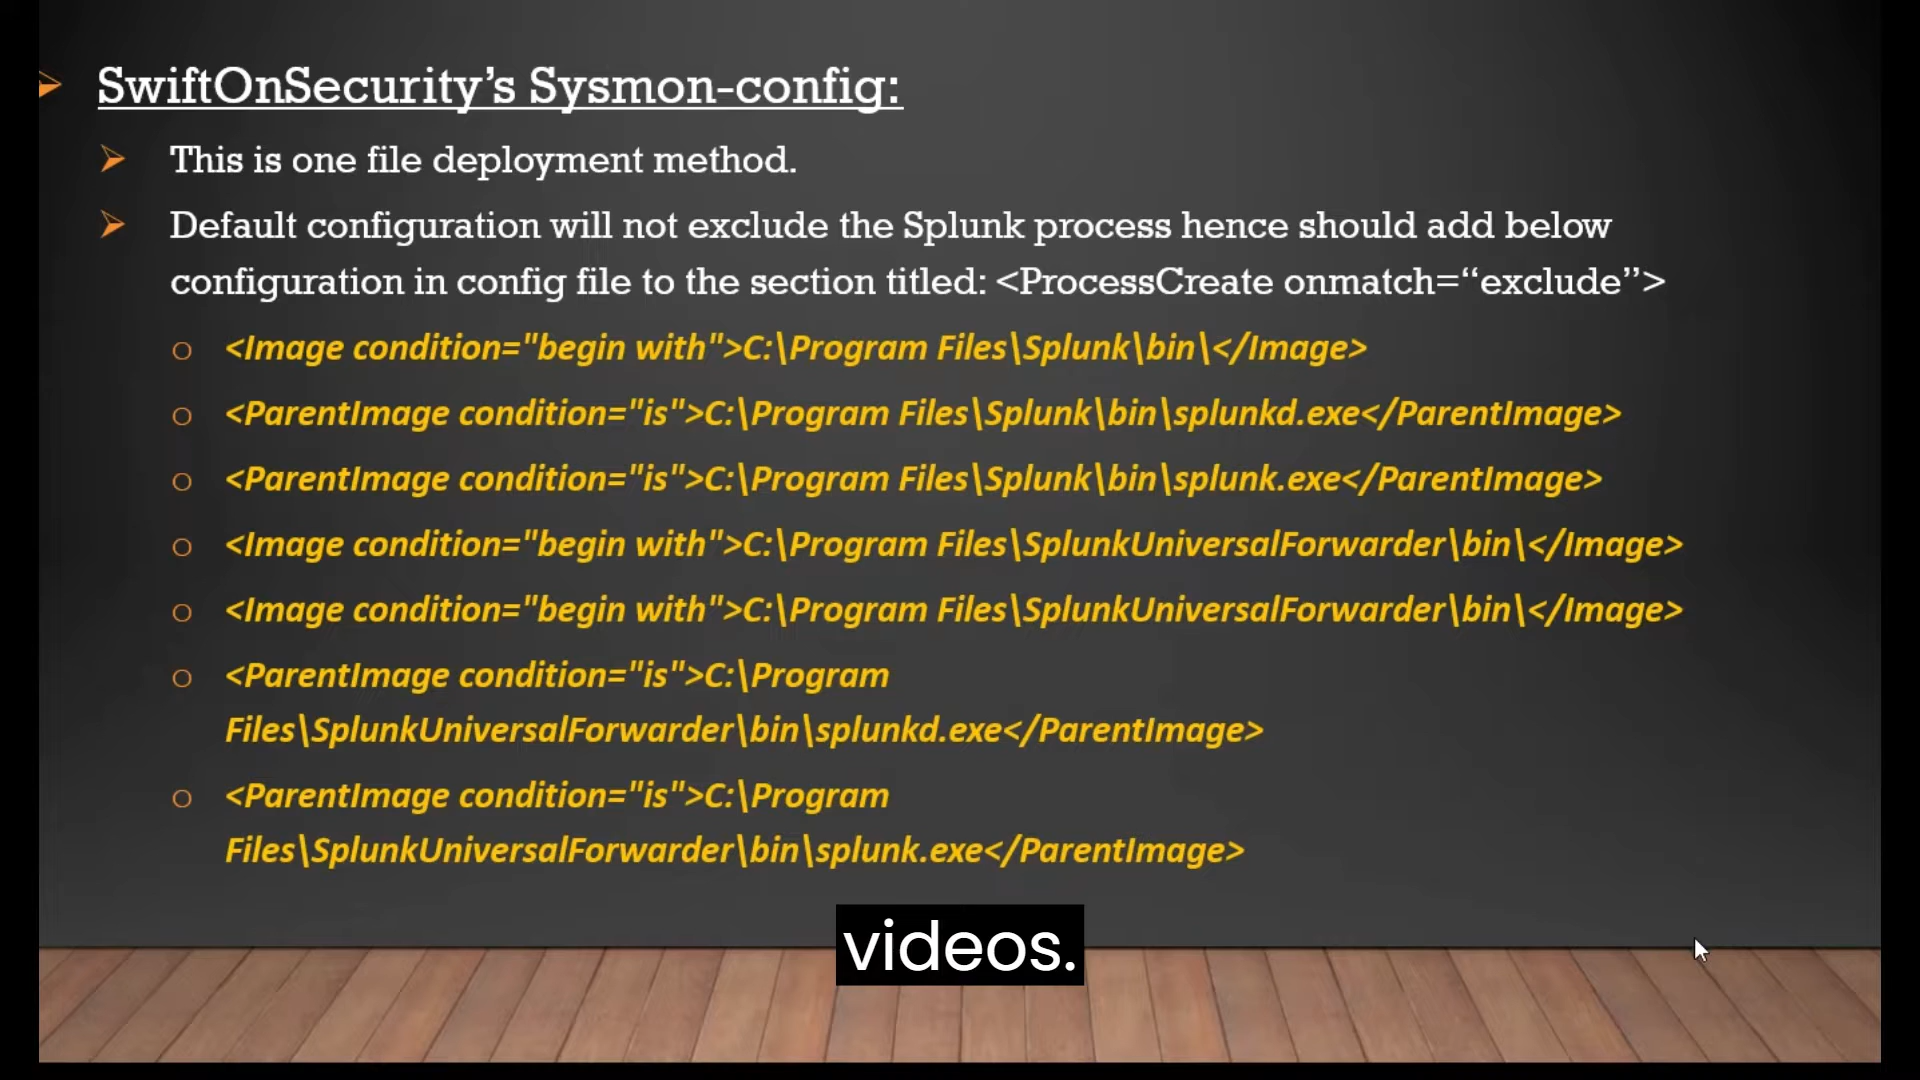 SwiftOnSecurity’s Sysmon-config:
This is one file deployment method.
Default configuration will not exclude the Splunk process hence should add below
configuration in config file to the section titled: <ProcessCreate onmatch=“exclude”>
<Image condition="begin with">C:\Program Files\Splunk\bin\</Image>
<ParentImage condition="is">C:\Program Files\Splunk\bin\splunkd.exe</ParentImage>
<ParentImage condition="is">C:\Program Files\Splunk\bin\splunk.exe</ParentImage>
<Image condition="begin with">C:\Program Files\SplunkUniversalForwarder\bin\</Image>
<Image condition="begin with">C:\Program Files\SplunkUniversalForwarder\bin\</Image>
<ParentImage condition="is">C:\Program
Files\SplunkUniversalForwarder\bin\splunkd.exe</ParentImage>
<ParentImage condition="is">C:\Program
Files\SplunkUniversalForwarder\bin\splunk.exe</ParentImage>
videos.